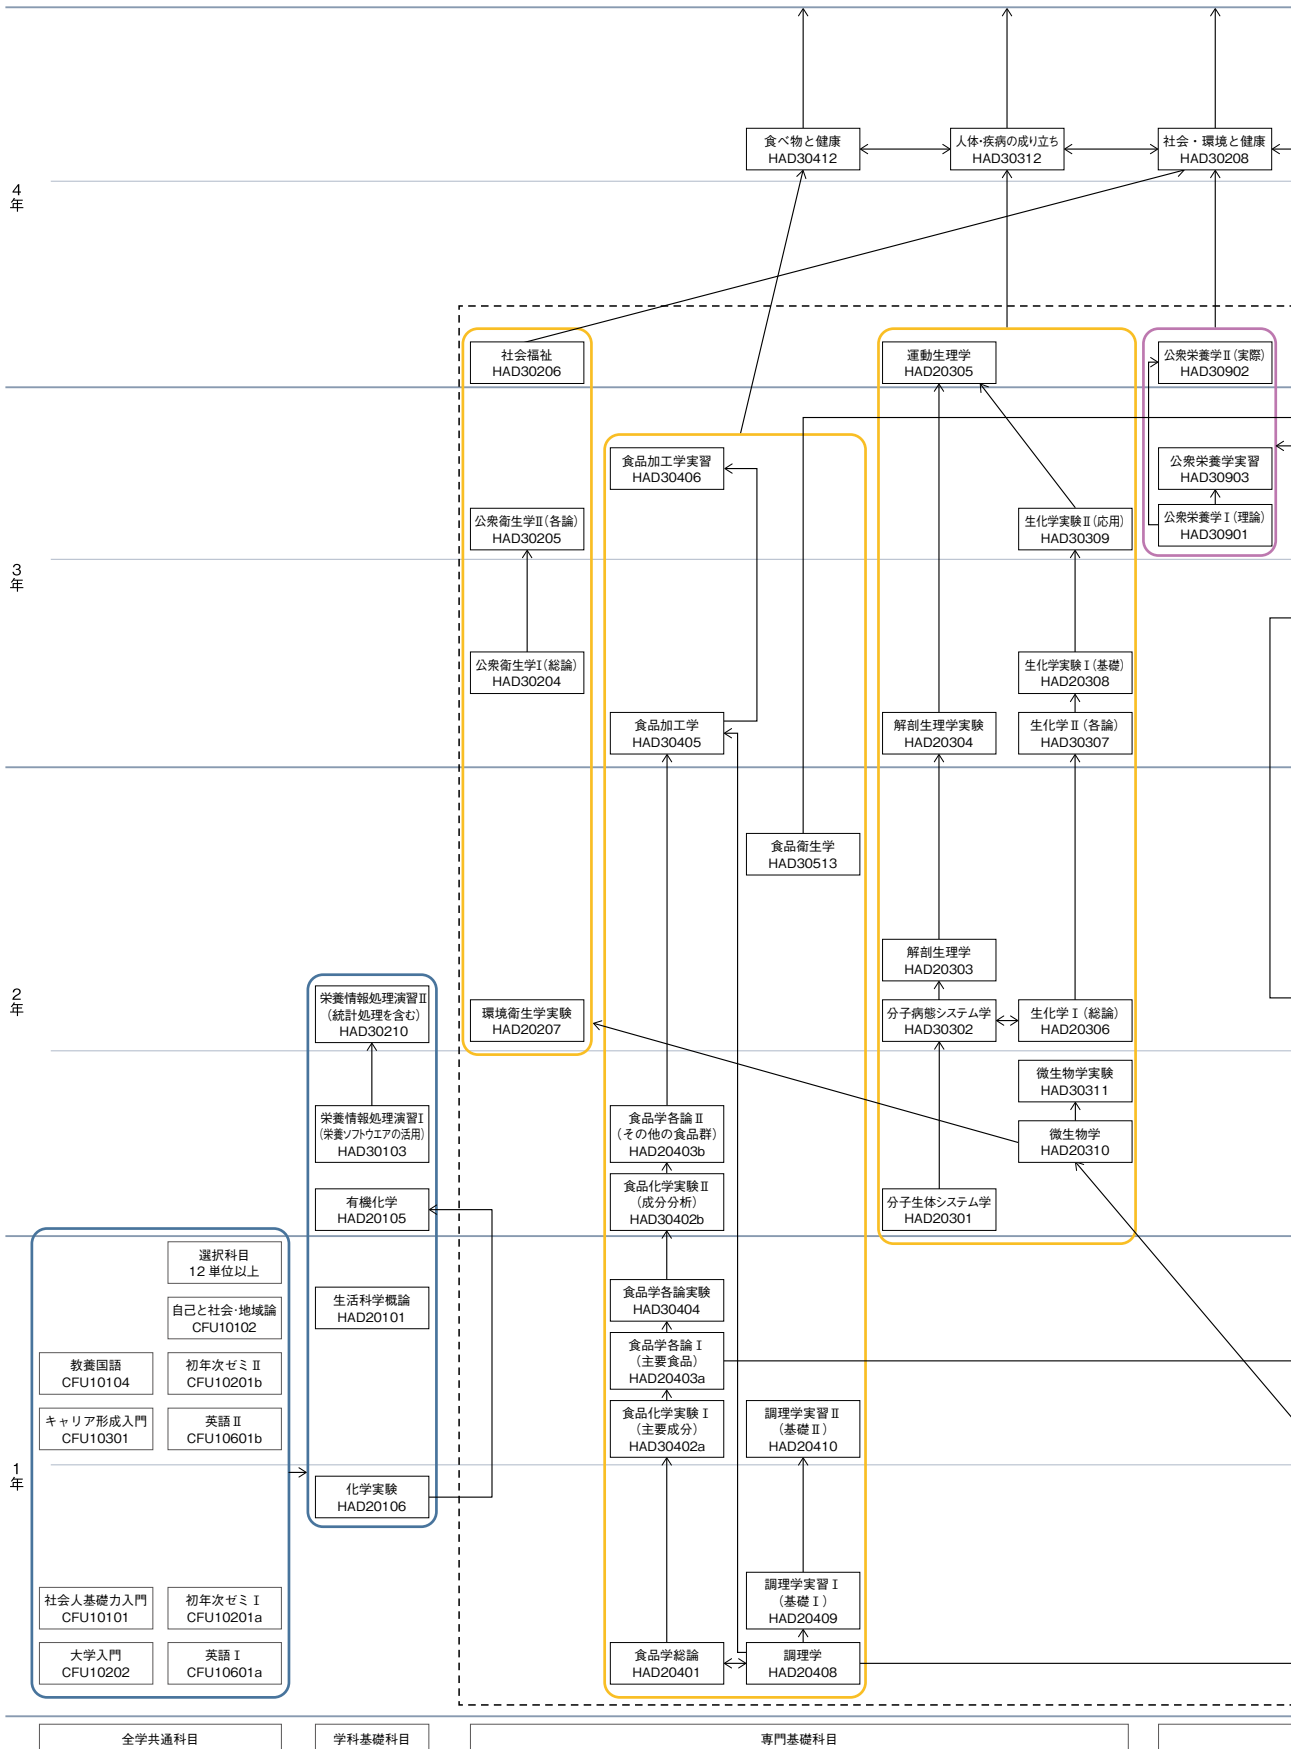 食べ物と健康
HAD30412
人体・疾病の成り立ち
HAD30312
社会・環境と健康
HAD30208
4
年
社会福祉
HAD30206
運動生理学
HAD20305
公衆栄養学Ⅱ(実際)
HAD30902
食品加工学実習
HAD30406
公衆栄養学実習
HAD30903
公衆衛生学Ⅱ(各論)
HAD30205
生化学実験Ⅱ(応用)
HAD30309
公衆栄養学Ⅰ(理論)
HAD30901
3
年
公衆衛生学Ⅰ(総論)
HAD30204
生化学実験Ⅰ(基礎)
HAD20308
食品加工学
HAD30405
解剖生理学実験
HAD20304
生化学Ⅱ(各論)
HAD30307
食品衛生学
HAD30513
解剖生理学
HAD20303
2
年
栄養情報処理演習Ⅱ
(統計処理を含む)
HAD30210
環境衛生学実験
HAD20207
分子病態システム学
HAD30302
生化学Ⅰ(総論)
HAD20306
微生物学実験
HAD30311
栄養情報処理演習Ⅰ
(栄養ソフトウエアの活用)
HAD30103
食品学各論Ⅱ
(その他の食品群)
HAD20403b
微生物学
HAD20310
有機化学
HAD20105
食品化学実験Ⅱ
(成分分析)
HAD30402b
分子生体システム学
HAD20301
選択科目
12 単位以上
生活科学概論
HAD20101
食品学各論実験
HAD30404
自己と社会・地域論
CFU10102
教養国語
CFU10104
初年次ゼミⅡ
CFU10201b
食品学各論Ⅰ
(主要食品)
HAD20403a
キャリア形成入門
CFU10301
英語Ⅱ
CFU10601b
食品化学実験Ⅰ
(主要成分)
HAD30402a
調理学実習Ⅱ
(基礎Ⅱ)
HAD20410
1
年
化学実験
HAD20106
社会人基礎力入門
CFU10101
初年次ゼミⅠ
CFU10201a
調理学実習Ⅰ
(基礎Ⅰ)
HAD20409
大学入門
CFU10202
英語Ⅰ
CFU10601a
食品学総論
HAD20401
調理学
HAD20408
全学共通科目
学科基礎科目
専門基礎科目